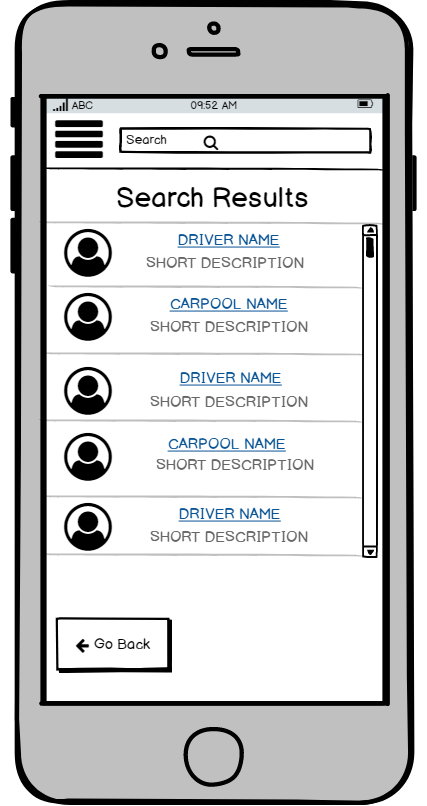 ABC 09:52 AM
Search
Search Results
DRIVER NAME
SHORT DESCRIPTION
CARPOOL NAME
SHORT DESCRIPTION
DRIVER NAME
SHORT DESCRIPTION
CARPOOL NAME
SHORT DESCRIPTION
DRIVER NAME
SHORT DESCRIPTION
Go Back